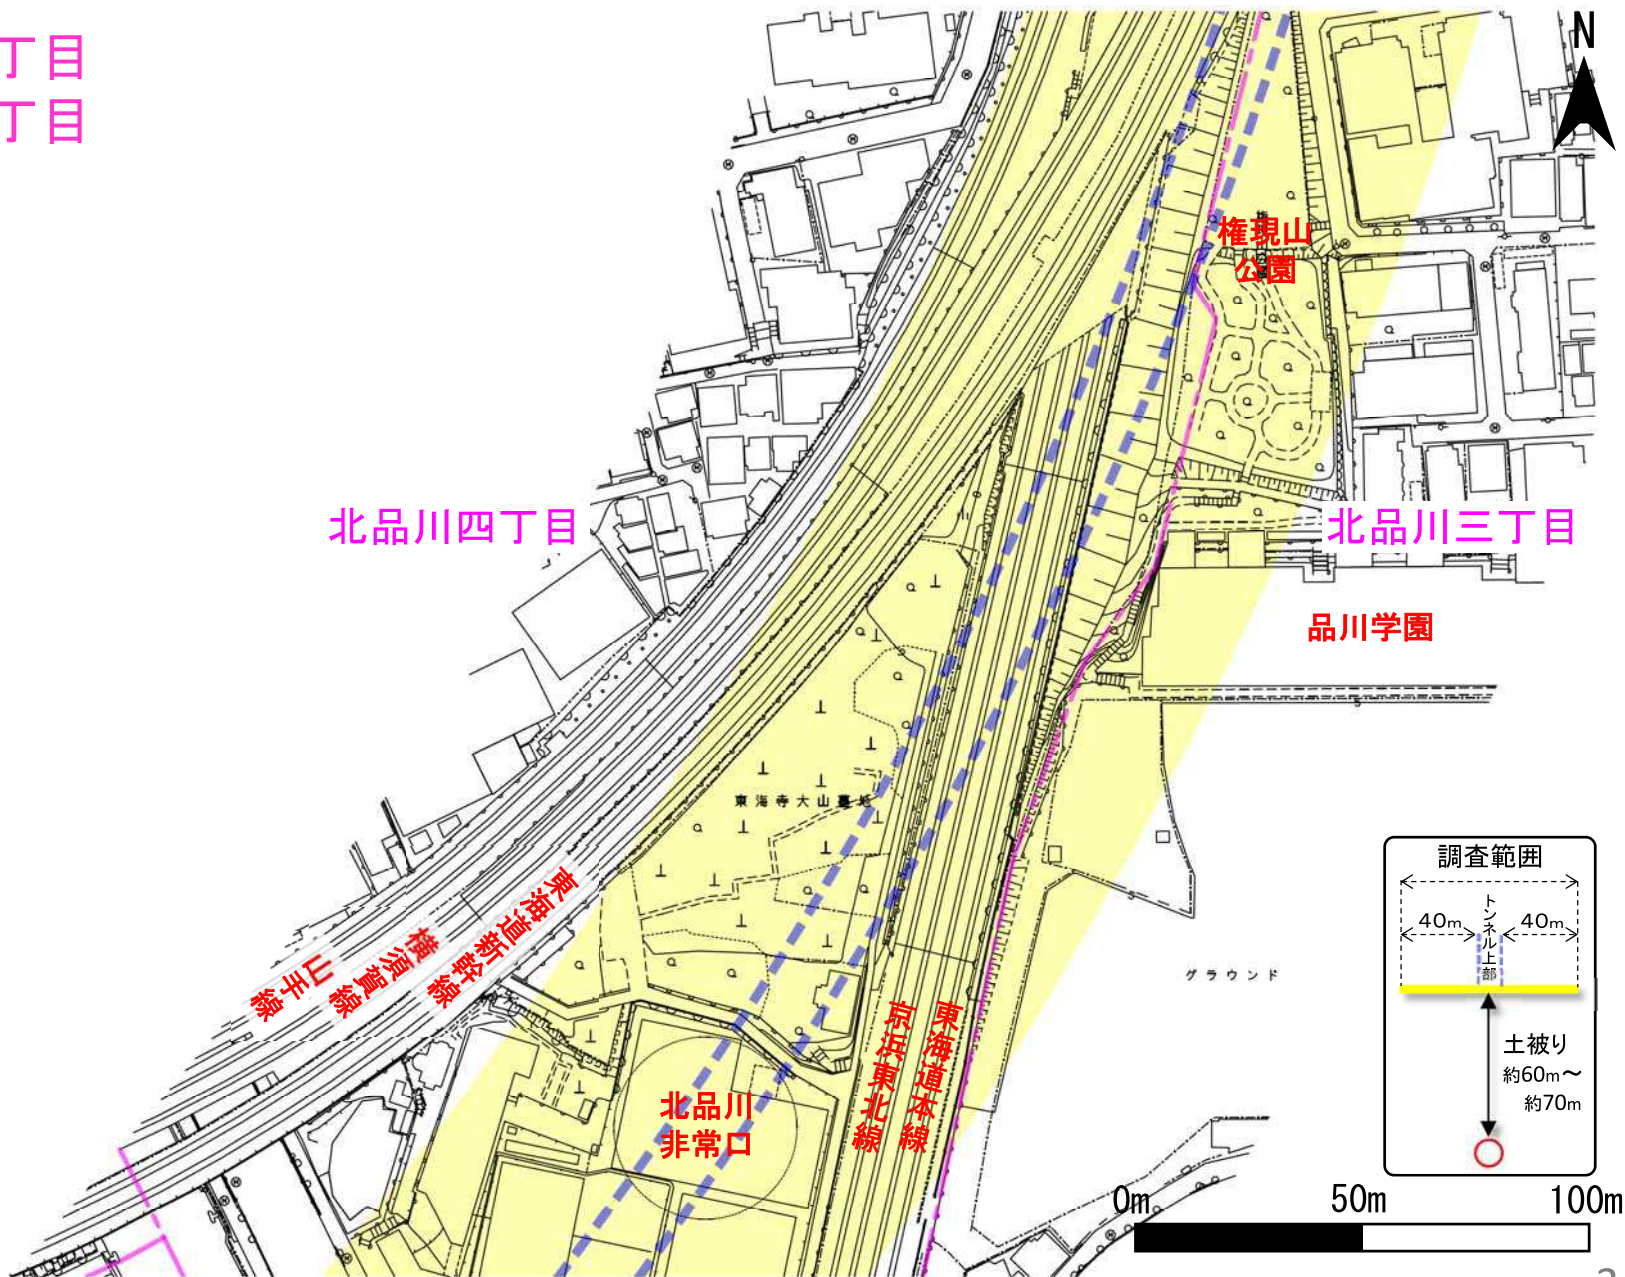 丁目
丁目
N
権現山
公園
北品川四丁目
北品川三丁目
品川学園
東海寺大山墓地
東海道新幹線
横須賀線
山手線
グラウンド
京浜東北線
東海道本線
北品川
非常口
調査範囲
40m
トンネル上部
40m
土被り
約60m～
約70m
0m
50m
100m